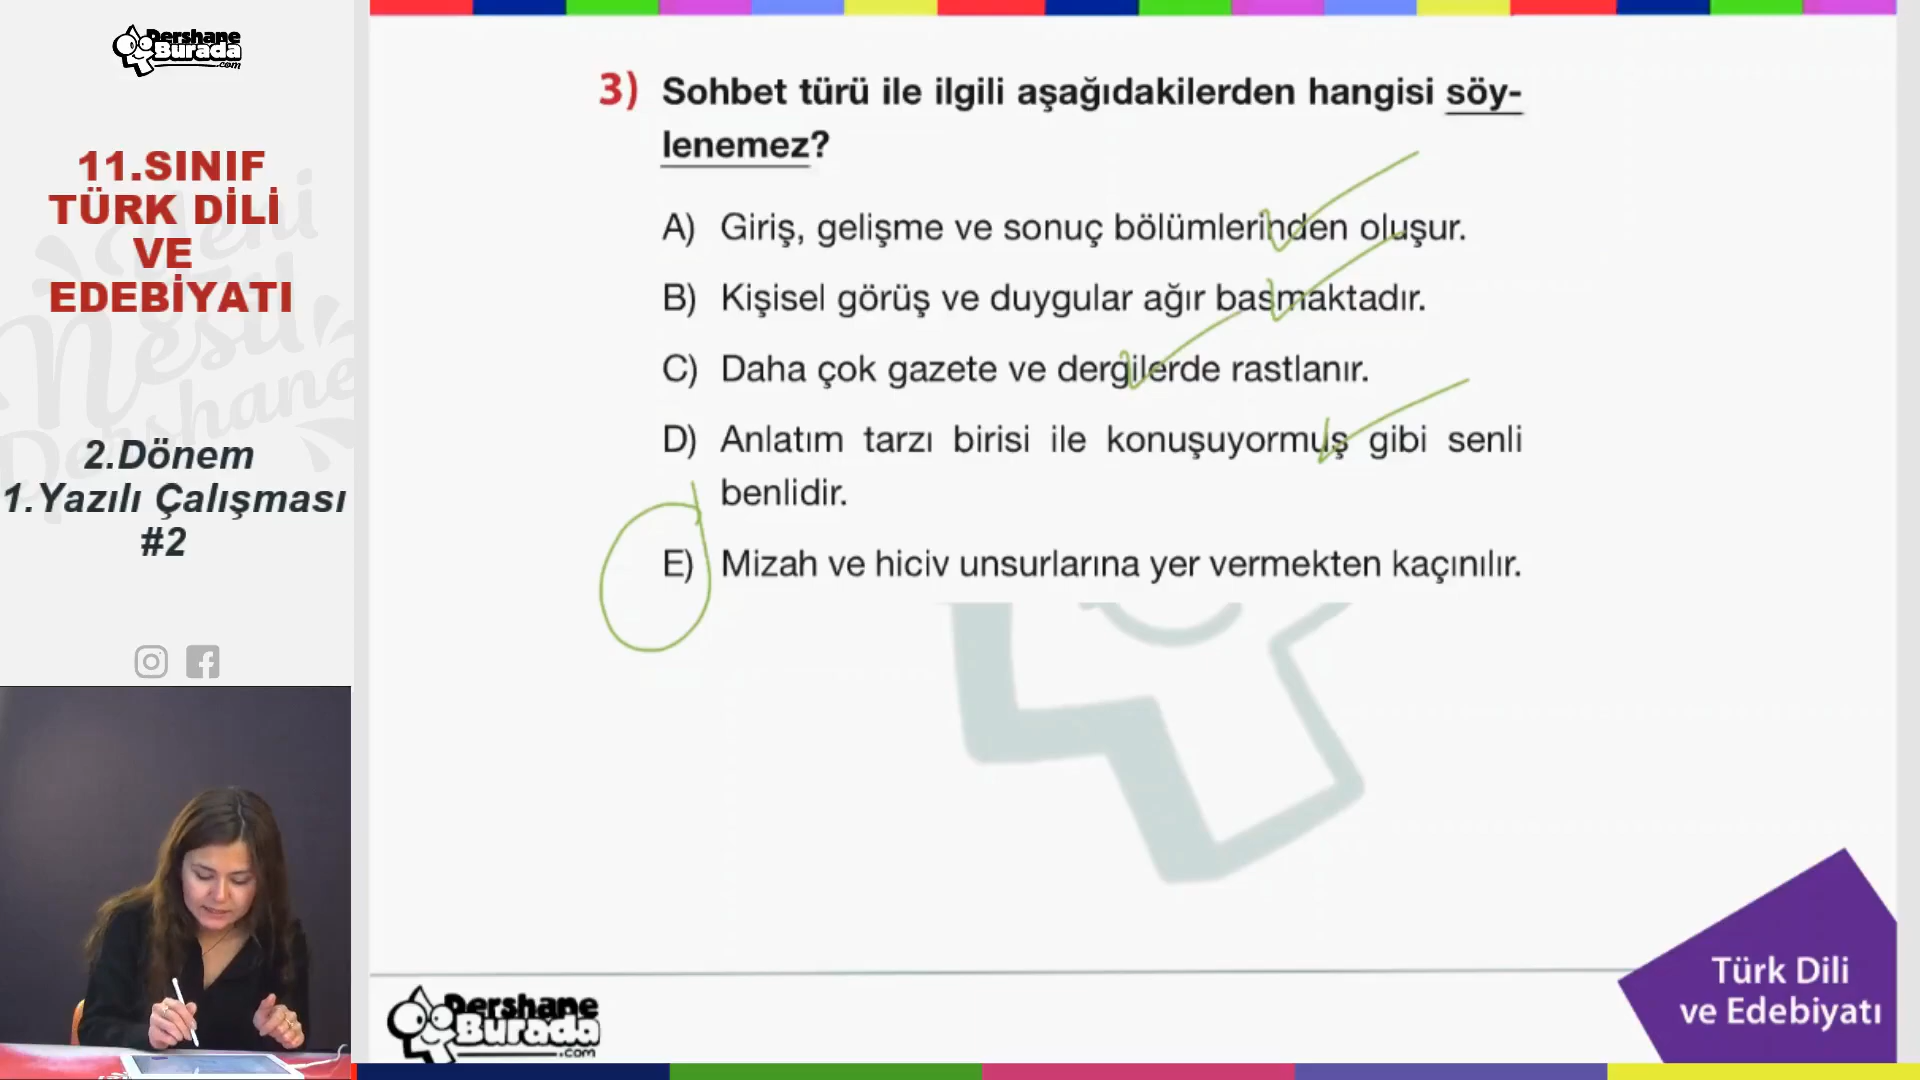 Dershane
Burada
.com
11.SINIF
TÜRK DİLİ
VE
EDEBİYATI
Yeni
Nesil
Dershane
2.Dönem
1.Yazılı Çalışması
#2
3) Sohbet türü ile ilgili aşağıdakilerden hangisi söy-
lenemez?
A) Giriş, gelişme ve sonuç bölümlerinden oluşur.
B) Kişisel görüş ve duygular ağır basmaktadır.
C) Daha çok gazete ve dergilerde rastlanır.
D) Anlatım tarzı birisi ile konuşuyormuş gibi senli
benlidir.
E) Mizah ve hiciv unsurlarına yer vermekten kaçınılır.
Dershane
Burada
.com
Türk Dili
ve Edebiyatı